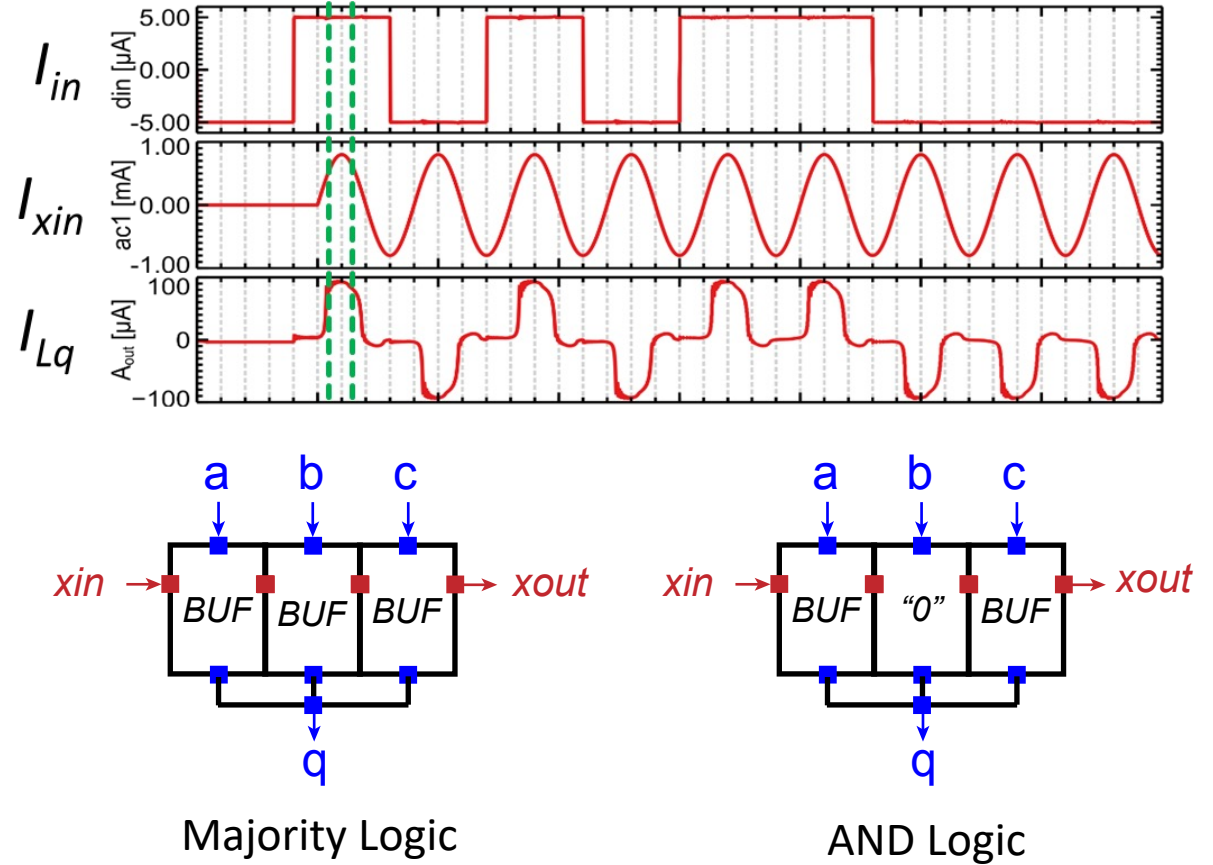 I_in
din [µA]
5.00
0.00
-5.00
I_xin
ac1 [mA]
1.00
0.00
-1.00
I_Lq
A_out [µA]
100
0
−100
a b c
xin BUF BUF BUF xout
q
Majority Logic
a b c
xin BUF “0” BUF xout
q
AND Logic